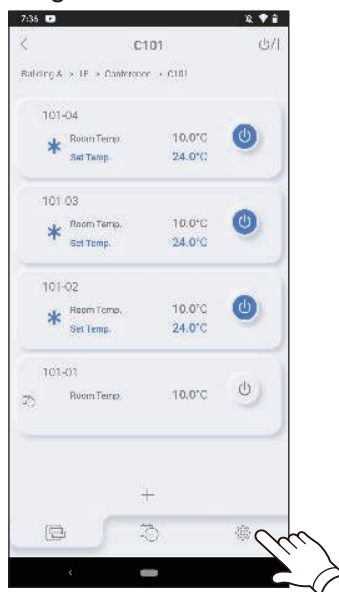 7:36
C101
Building A > 1F > Conference > C101
101-04
Room Temp. 10.0°C
Set Temp. 24.0°C
101-03
Room Temp. 10.0°C
Set Temp. 24.0°C
101-02
Room Temp. 10.0°C
Set Temp. 24.0°C
101-01
Room Temp. 10.0°C
+